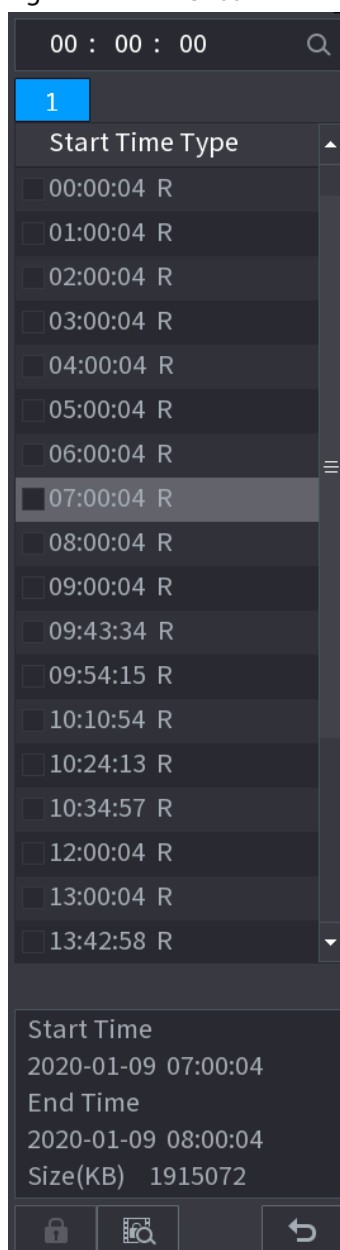 00 : 00 : 00
1
Start Time Type
00:00:04 R
01:00:04 R
02:00:04 R
03:00:04 R
04:00:04 R
05:00:04 R
06:00:04 R
07:00:04 R
08:00:04 R
09:00:04 R
09:43:34 R
09:54:15 R
10:10:54 R
10:24:13 R
10:34:57 R
12:00:04 R
13:00:04 R
13:42:58 R
Start Time
2020-01-09 07:00:04
End Time
2020-01-09 08:00:04
Size(KB) 1915072